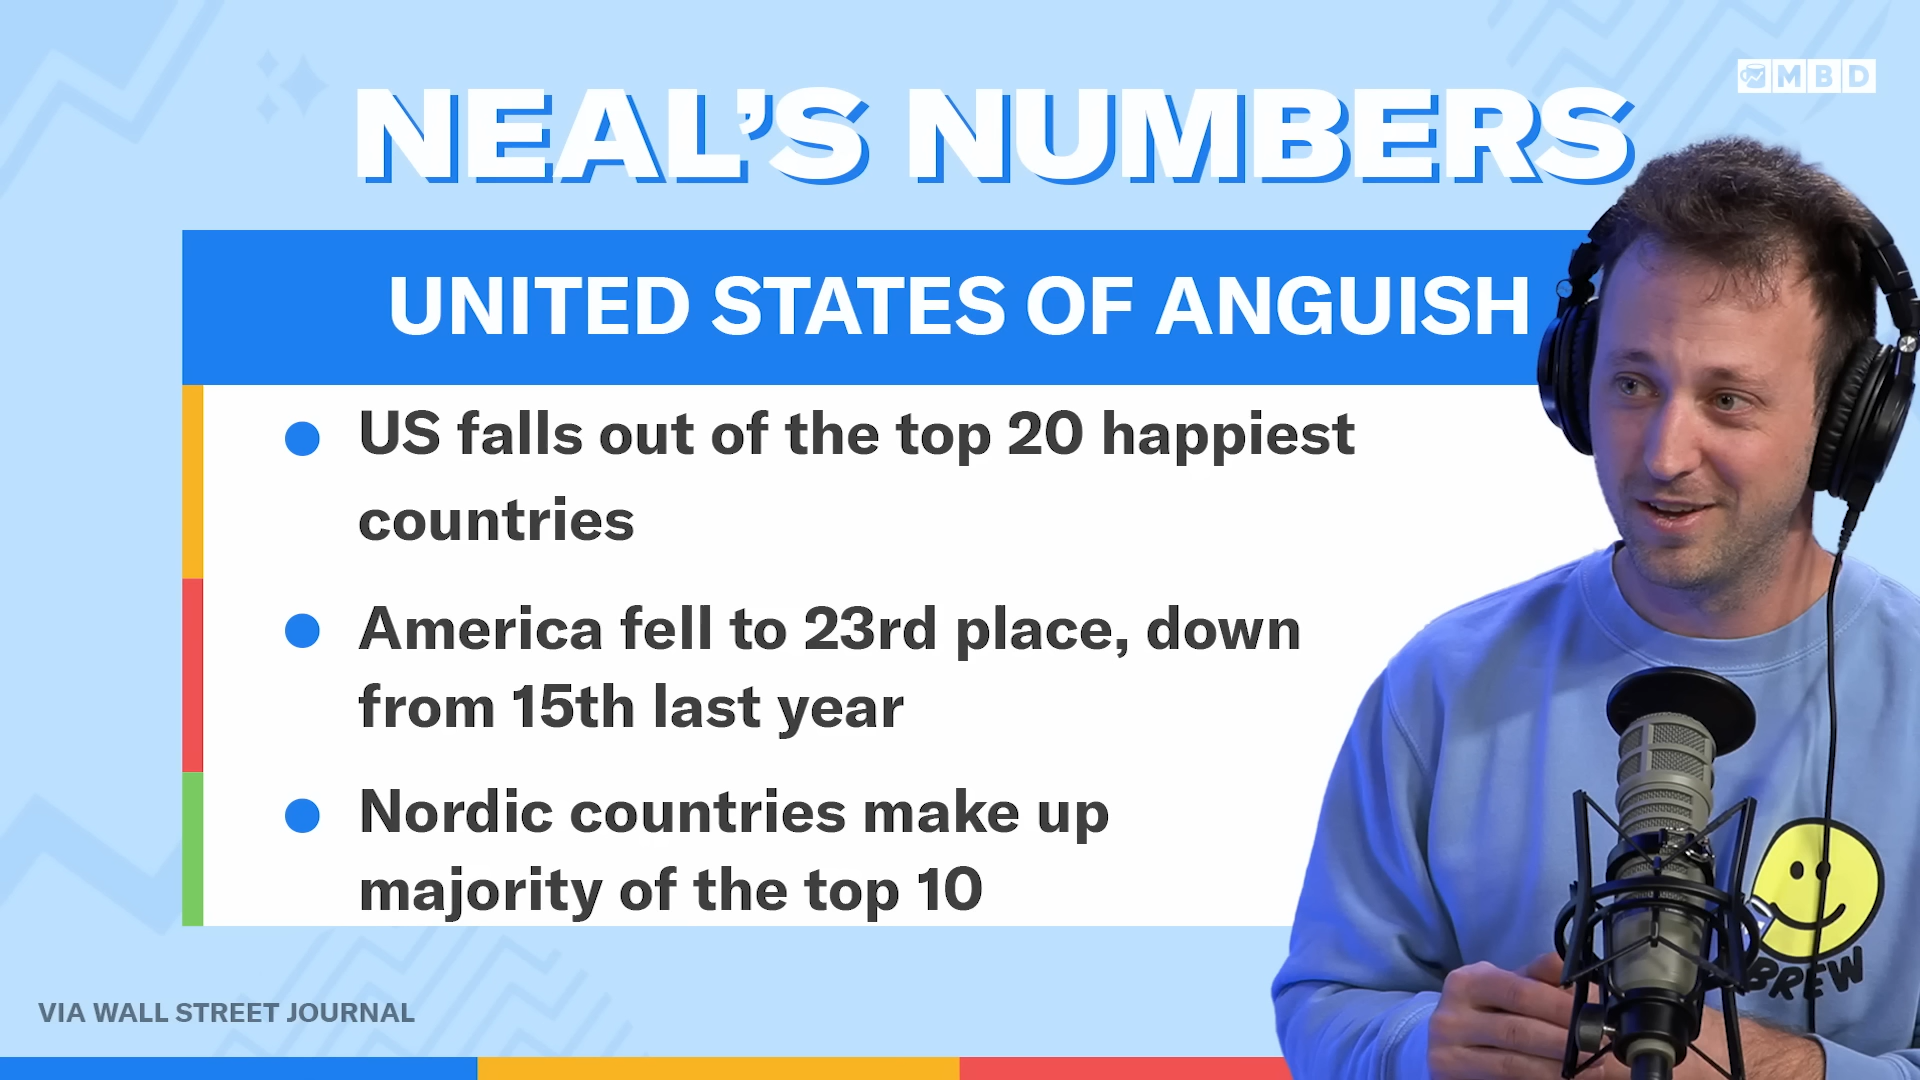 MBD
NEAL'S NUMBERS
UNITED STATES OF ANGUISH
US falls out of the top 20 happiest
countries
America fell to 23rd place, down
from 15th last year
Nordic countries make up
majority of the top 10
BREW
VIA WALL STREET JOURNAL